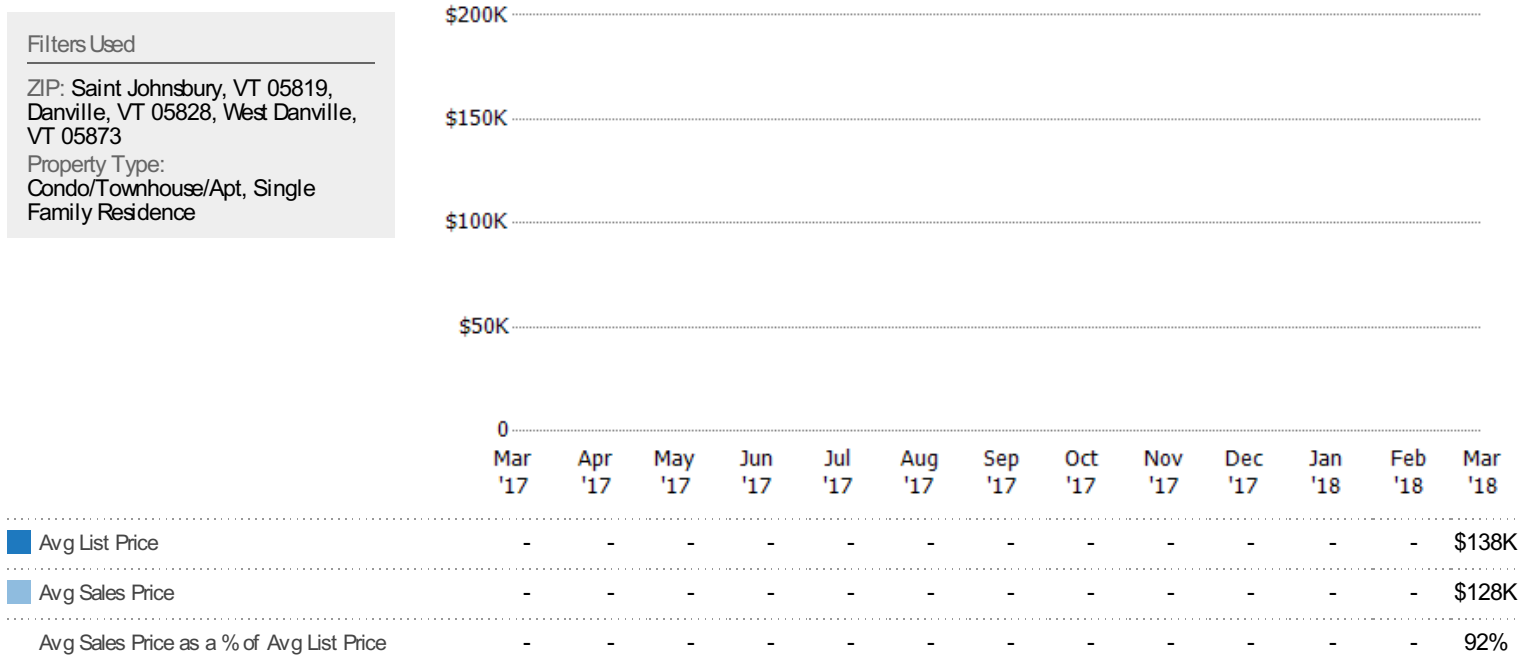 Filters Used
ZIP: Saint Johnsbury, VT 05819,
Danville, VT 05828, West Danville,
VT 05873
Property Type:
Condo/Townhouse/Apt, Single
Family Residence
$200K
$150K
$100K
$50K
0
Mar Apr May Jun Jul Aug Sep Oct Nov Dec Jan Feb Mar
'17 '17 '17 '17 '17 '17 '17 '17 '17 '17 '18 '18 '18
Avg List Price - - - - - - - - - - - - $138K
Avg Sales Price - - - - - - - - - - - - $128K
Avg Sales Price as a % of Avg List Price - - - - - - - - - - - - 92%